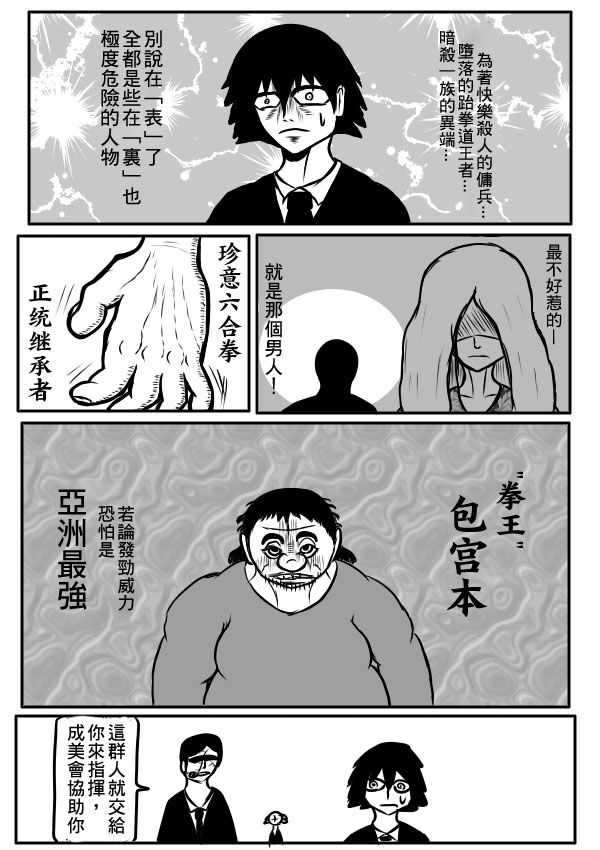 為著快樂殺人的傭兵…
墮落的跆拳道王者…
暗殺一族的異端…
別說在「表」了
全都是些在「裏」也
極度危險的人物
最不好惹的—
就是那個男人！
珍意六合拳
正統继承者
"拳王"
包宫本
若論發勁威力
恐怕是
亞洲最強
這群人就交給
你來指揮，
成美會協助你